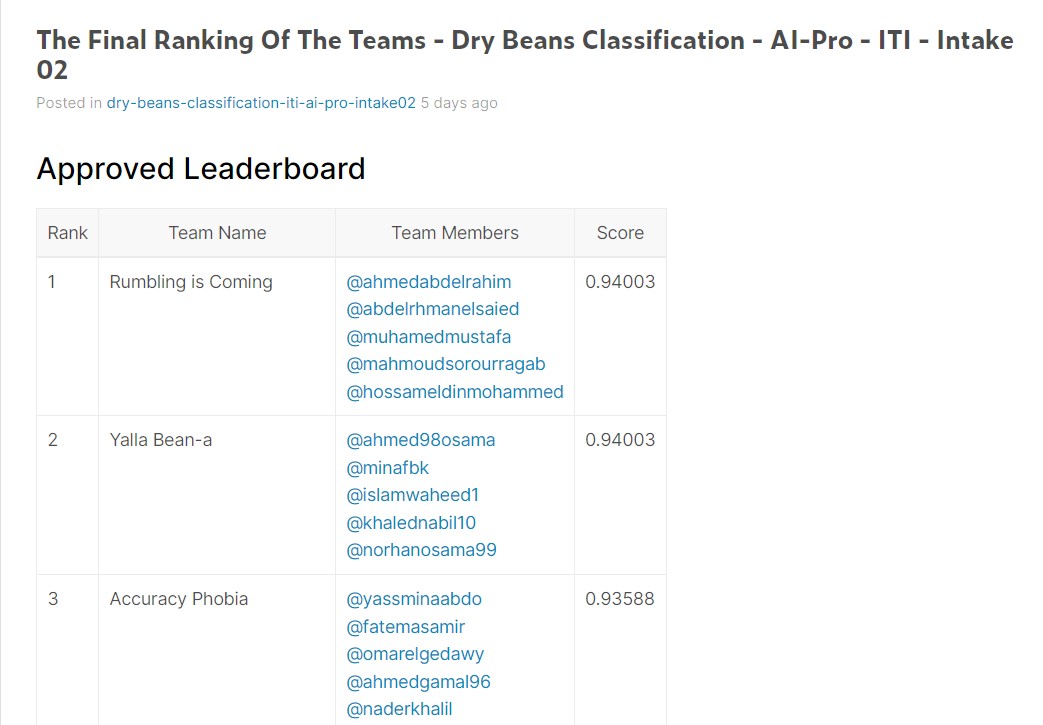 The Final Ranking Of The Teams - Dry Beans Classification - AI-Pro - ITI - Intake
02
Posted in dry-beans-classification-iti-ai-pro-intake02 5 days ago
Approved Leaderboard
Rank Team Name Team Members Score
1 Rumbling is Coming @ahmedabdelrahim 0.94003
@abdelrhmanelsaied
@muhamedmustafa
@mahmoudsorourragab
@hossameldinmohammed
2 Yalla Bean-a @ahmed98osama 0.94003
@minafbk
@islamwaheed1
@khalednabil10
@norhanosama99
3 Accuracy Phobia @yassminaabdo 0.93588
@fatemasamir
@omarelgedawy
@ahmedgamal96
@naderkhalil